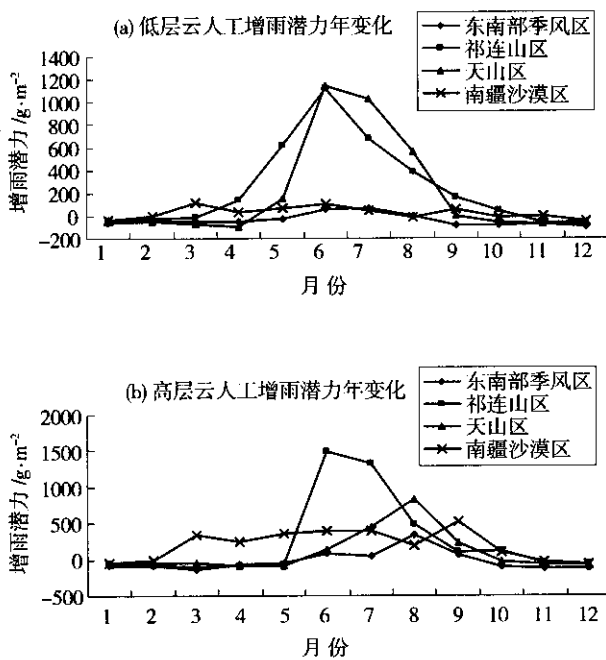 (a) 低层云人工增雨潜力年变化
东南部季风区
祁连山区
天山区
南疆沙漠区
增雨潜力/g·m⁻²
1400
1200
1000
800
600
400
200
0
-200
1 2 3 4 5 6 7 8 9 10 11 12
月 份
(b) 高层云人工增雨潜力年变化
东南部季风区
祁连山区
天山区
南疆沙漠区
增雨潜力/g·m⁻²
2000
1500
1000
500
0
-500
1 2 3 4 5 6 7 8 9 10 11 12
月 份